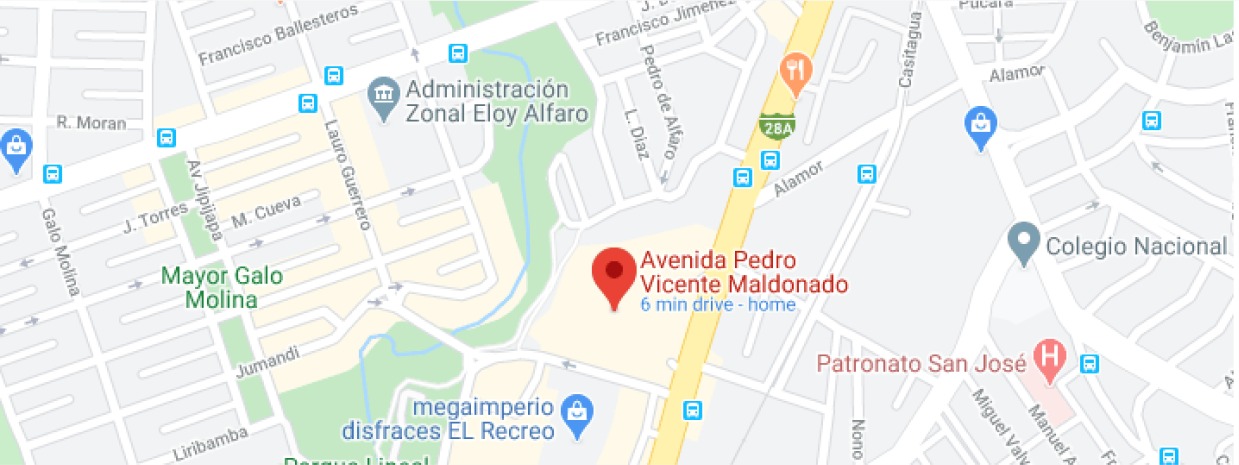 Francisco Ballesteros
Francisco Jimenez
Pucara
Benjamín
Casitagua
Alamor
Pedro de Alfaro
L. Diaz
Administración
Zonal Eloy Alfaro
R. Moran
Lauro Guerrero
28A
Alamor
Av Jipijapa
J. Torres
M. Cueva
Galo Molina
Colegio Nacional
Mayor Galo
Molina
Avenida Pedro
Vicente Maldonado
6 min drive - home
Jumandi
Patronato San José
H
megaimperio
disfraces EL Recreo
Miguel Valv
Manuel A
Nono
Liribamba
Parque Lineal